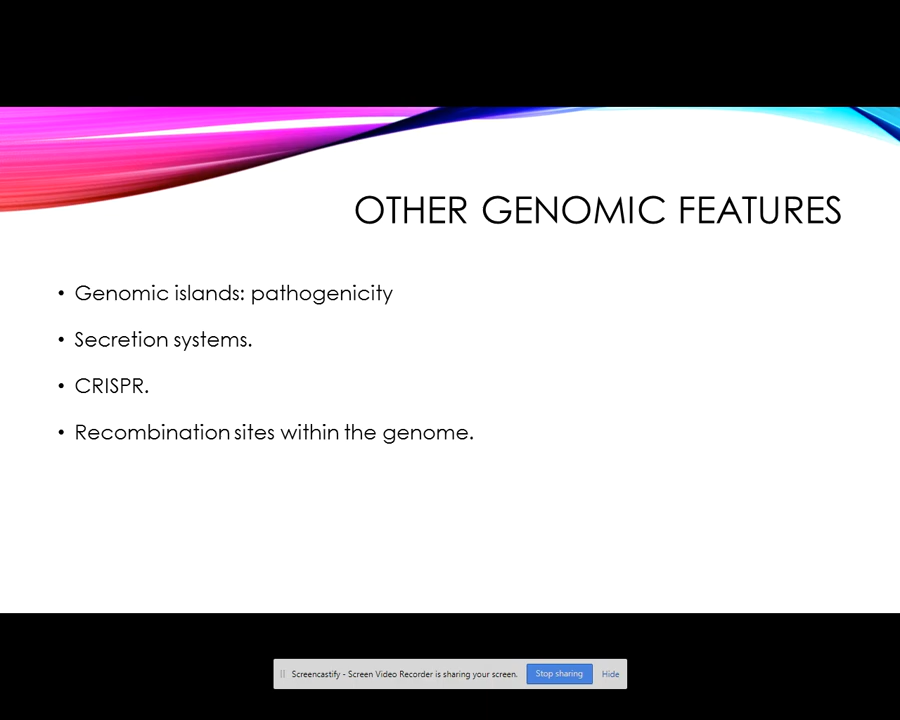 OTHER GENOMIC FEATURES
• Genomic islands: pathogenicity
• Secretion systems.
• CRISPR.
• Recombination sites within the genome.
Screencastify - Screen Video Recorder is sharing your screen. Stop sharing Hide